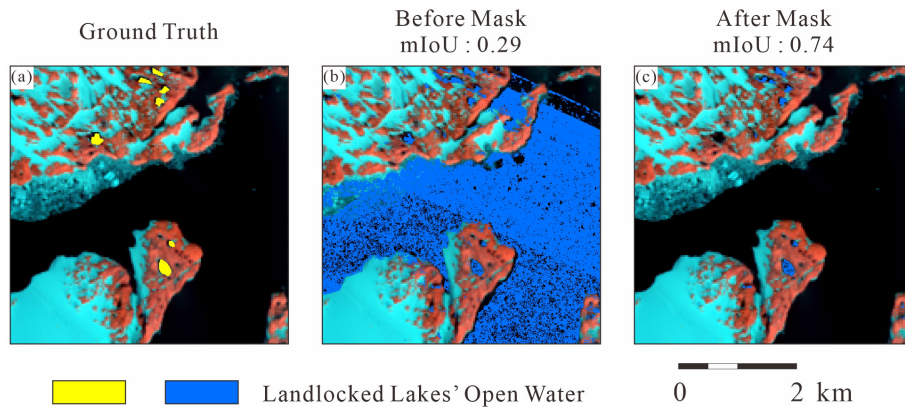 Ground Truth
Before Mask
mIoU : 0.29
After Mask
mIoU : 0.74
(a)
(b)
(c)
Landlocked Lakes' Open Water
0
2 km